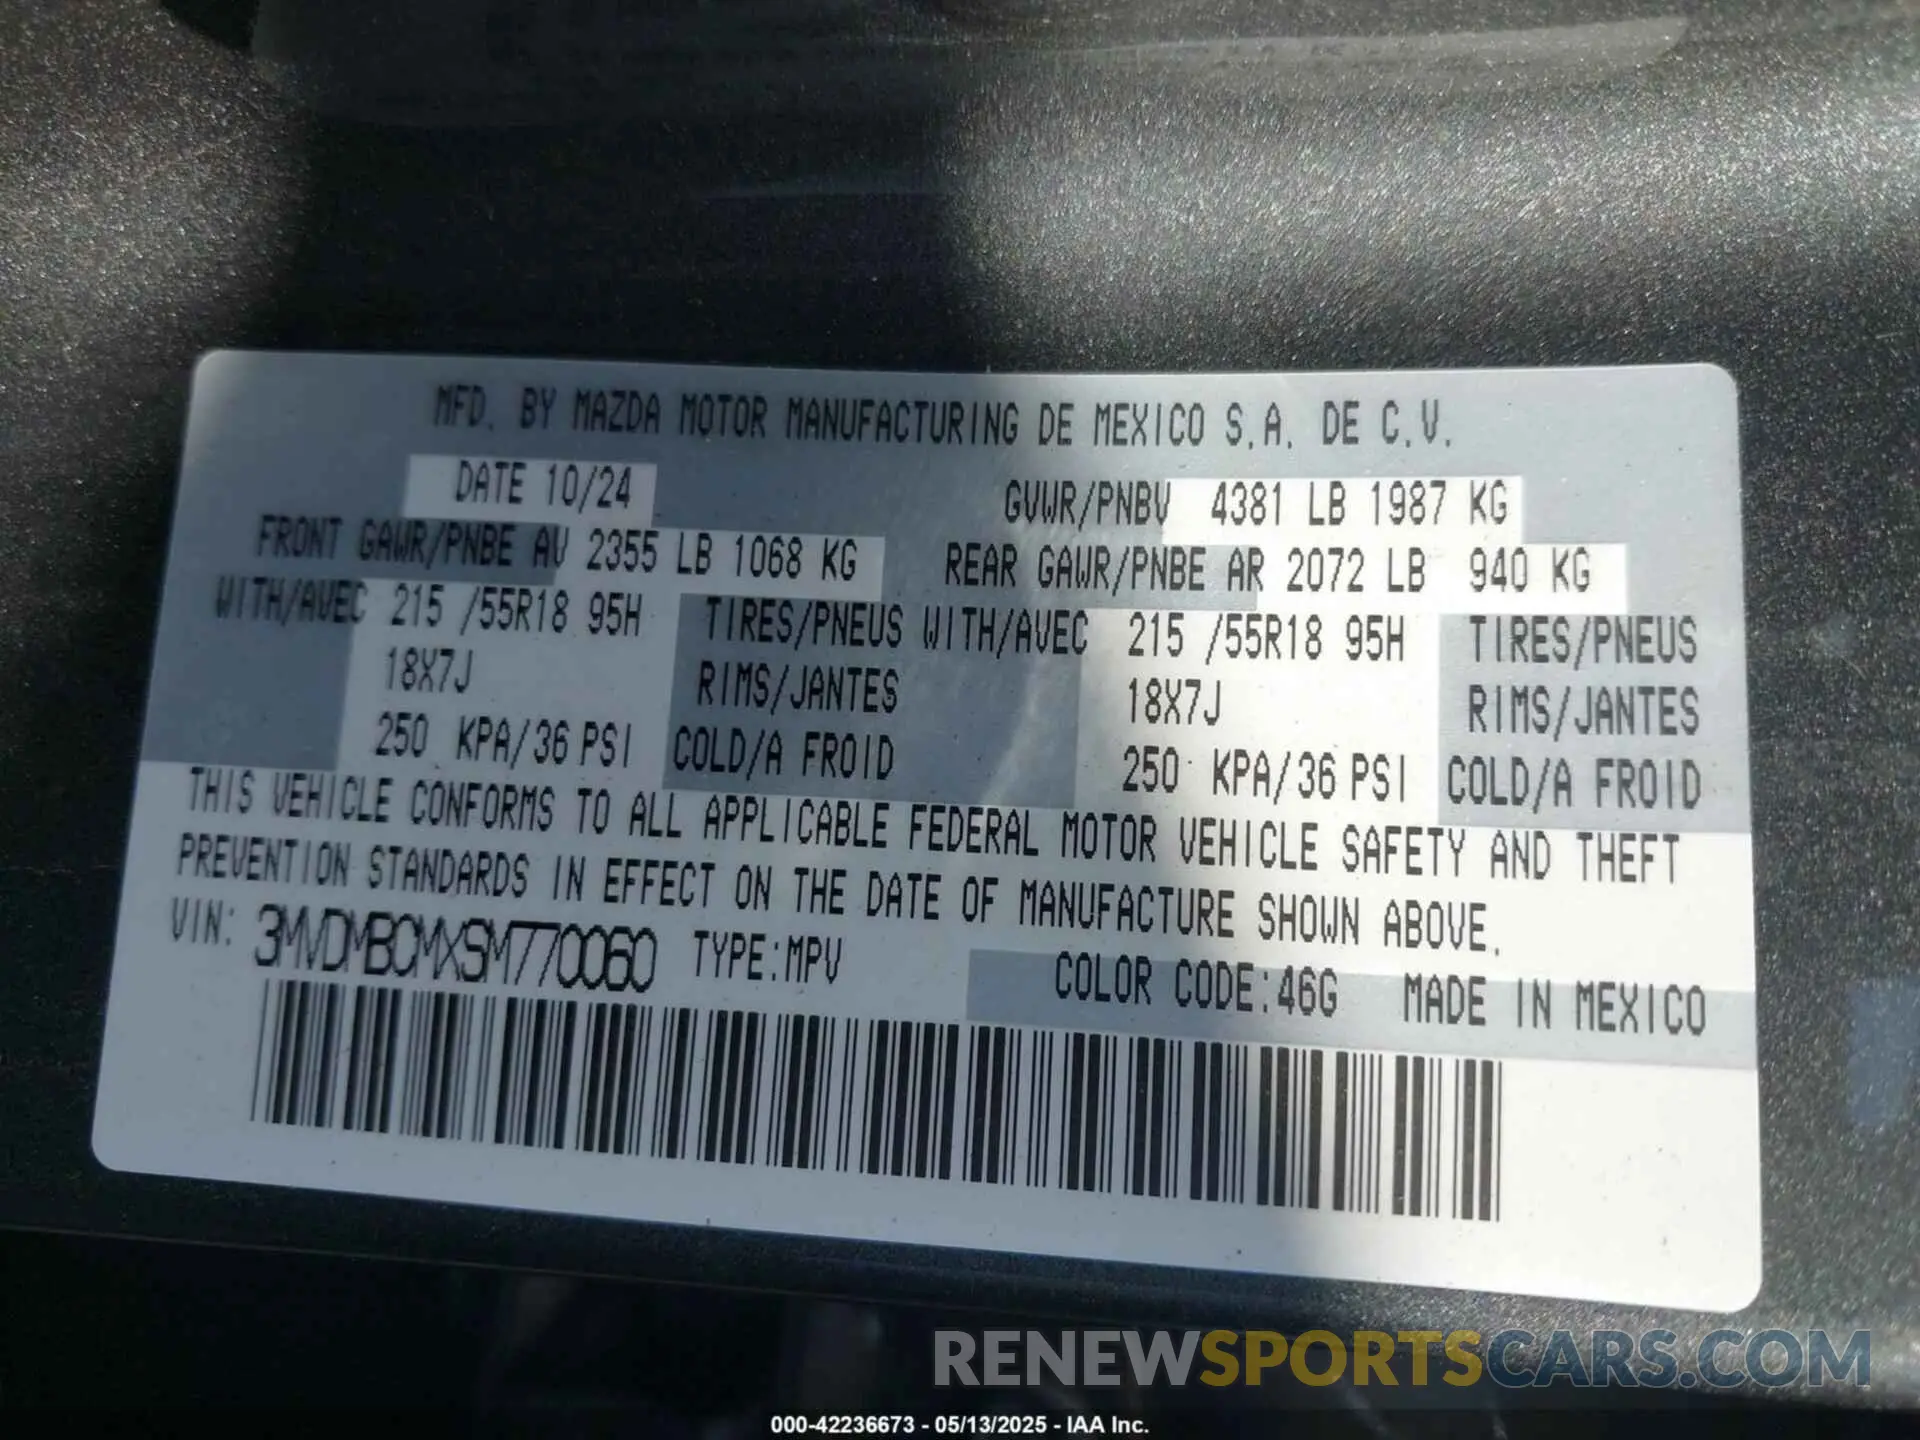 MFD. BY MAZDA MOTOR MANUFACTURING DE MEXICO S.A. DE C.V.
DATE 10/24 GVWR/PNBV 4381 LB 1987 KG
FRONT GAWR/PNBE AV 2355 LB 1068 KG REAR GAWR/PNBE AR 2072 LB 940 KG
WITH/AVEC 215 /55R18 95H TIRES/PNEUS WITH/AVEC 215 /55R18 95H TIRES/PNEUS
18X7J RIMS/JANTES 18X7J RIMS/JANTES
250 KPA/36 PSI COLD/A FROID 250 KPA/36 PSI COLD/A FROID
THIS VEHICLE CONFORMS TO ALL APPLICABLE FEDERAL MOTOR VEHICLE SAFETY AND THEFT
PREVENTION STANDARDS IN EFFECT ON THE DATE OF MANUFACTURE SHOWN ABOVE.
VIN: 3MVDMBCMXSM770060 TYPE:MPV COLOR CODE:46G MADE IN MEXICO
RENEWSPORTSCARS.COM
000-42236673 - 05/13/2025 - IAA Inc.